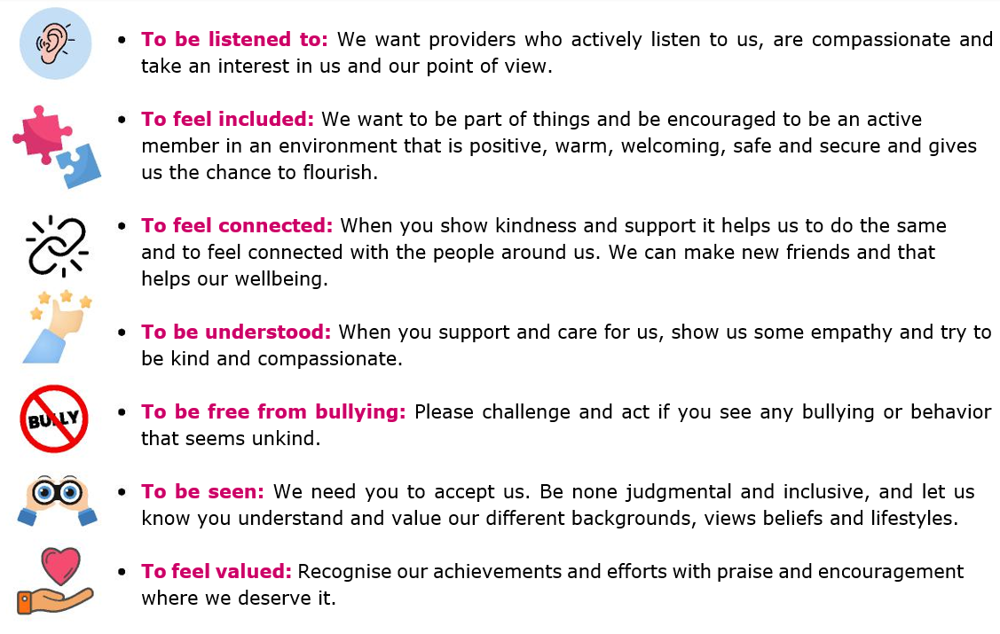 • To be listened to: We want providers who actively listen to us, are compassionate and
take an interest in us and our point of view.
• To feel included: We want to be part of things and be encouraged to be an active
member in an environment that is positive, warm, welcoming, safe and secure and gives
us the chance to flourish.
• To feel connected: When you show kindness and support it helps us to do the same
and to feel connected with the people around us. We can make new friends and that
helps our wellbeing.
• To be understood: When you support and care for us, show us some empathy and try to
be kind and compassionate.
BULLY
• To be free from bullying: Please challenge and act if you see any bullying or behavior
that seems unkind.
• To be seen: We need you to accept us. Be none judgmental and inclusive, and let us
know you understand and value our different backgrounds, views beliefs and lifestyles.
• To feel valued: Recognise our achievements and efforts with praise and encouragement
where we deserve it.